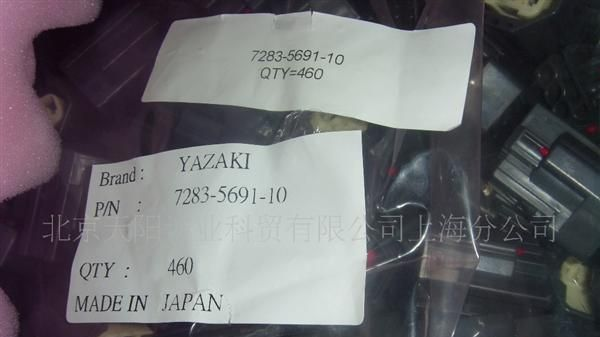 7283-5691-10
QTY=460
Brand: YAZAKI
P/N : 7283-5691-10
北京天阳 业科贸有限公司上海分公司
QTY : 460
MADE IN JAPAN